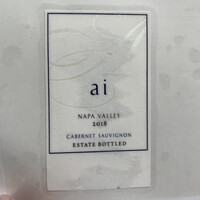 ai
NAPA VALLEY
2018
CABERNET SAUVIGNON
ESTATE BOTTLED